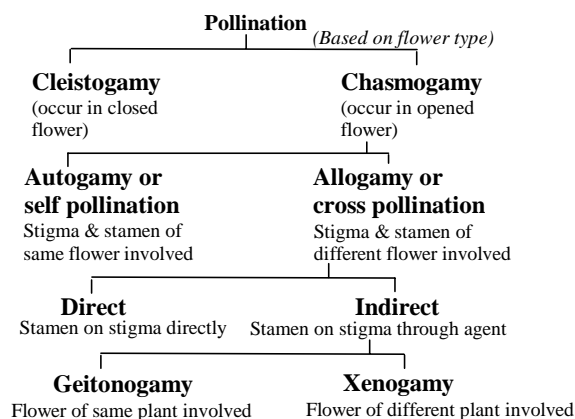 Pollination
(Based on flower type)
Cleistogamy
(occur in closed
flower)
Chasmogamy
(occur in opened
flower)
Autogamy or
self pollination
Stigma & stamen of
same flower involved
Allogamy or
cross pollination
Stigma & stamen of
different flower involved
Direct
Stamen on stigma directly
Indirect
Stamen on stigma through agent
Geitonogamy
Flower of same plant involved
Xenogamy
Flower of different plant involved